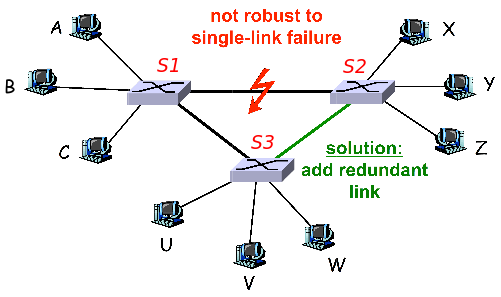 not robust to
single-link failure
A
X
S1
S2
B
Y
C
S3
Z
solution:
add redundant
link
U
V
W